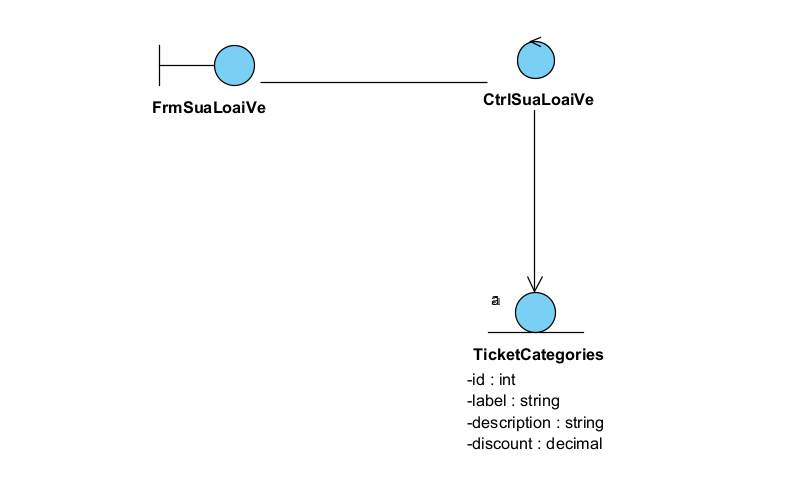 FrmSuaLoaiVe
CtrlSuaLoaiVe
a
TicketCategories
-id : int
-label : string
-description : string
-discount : decimal